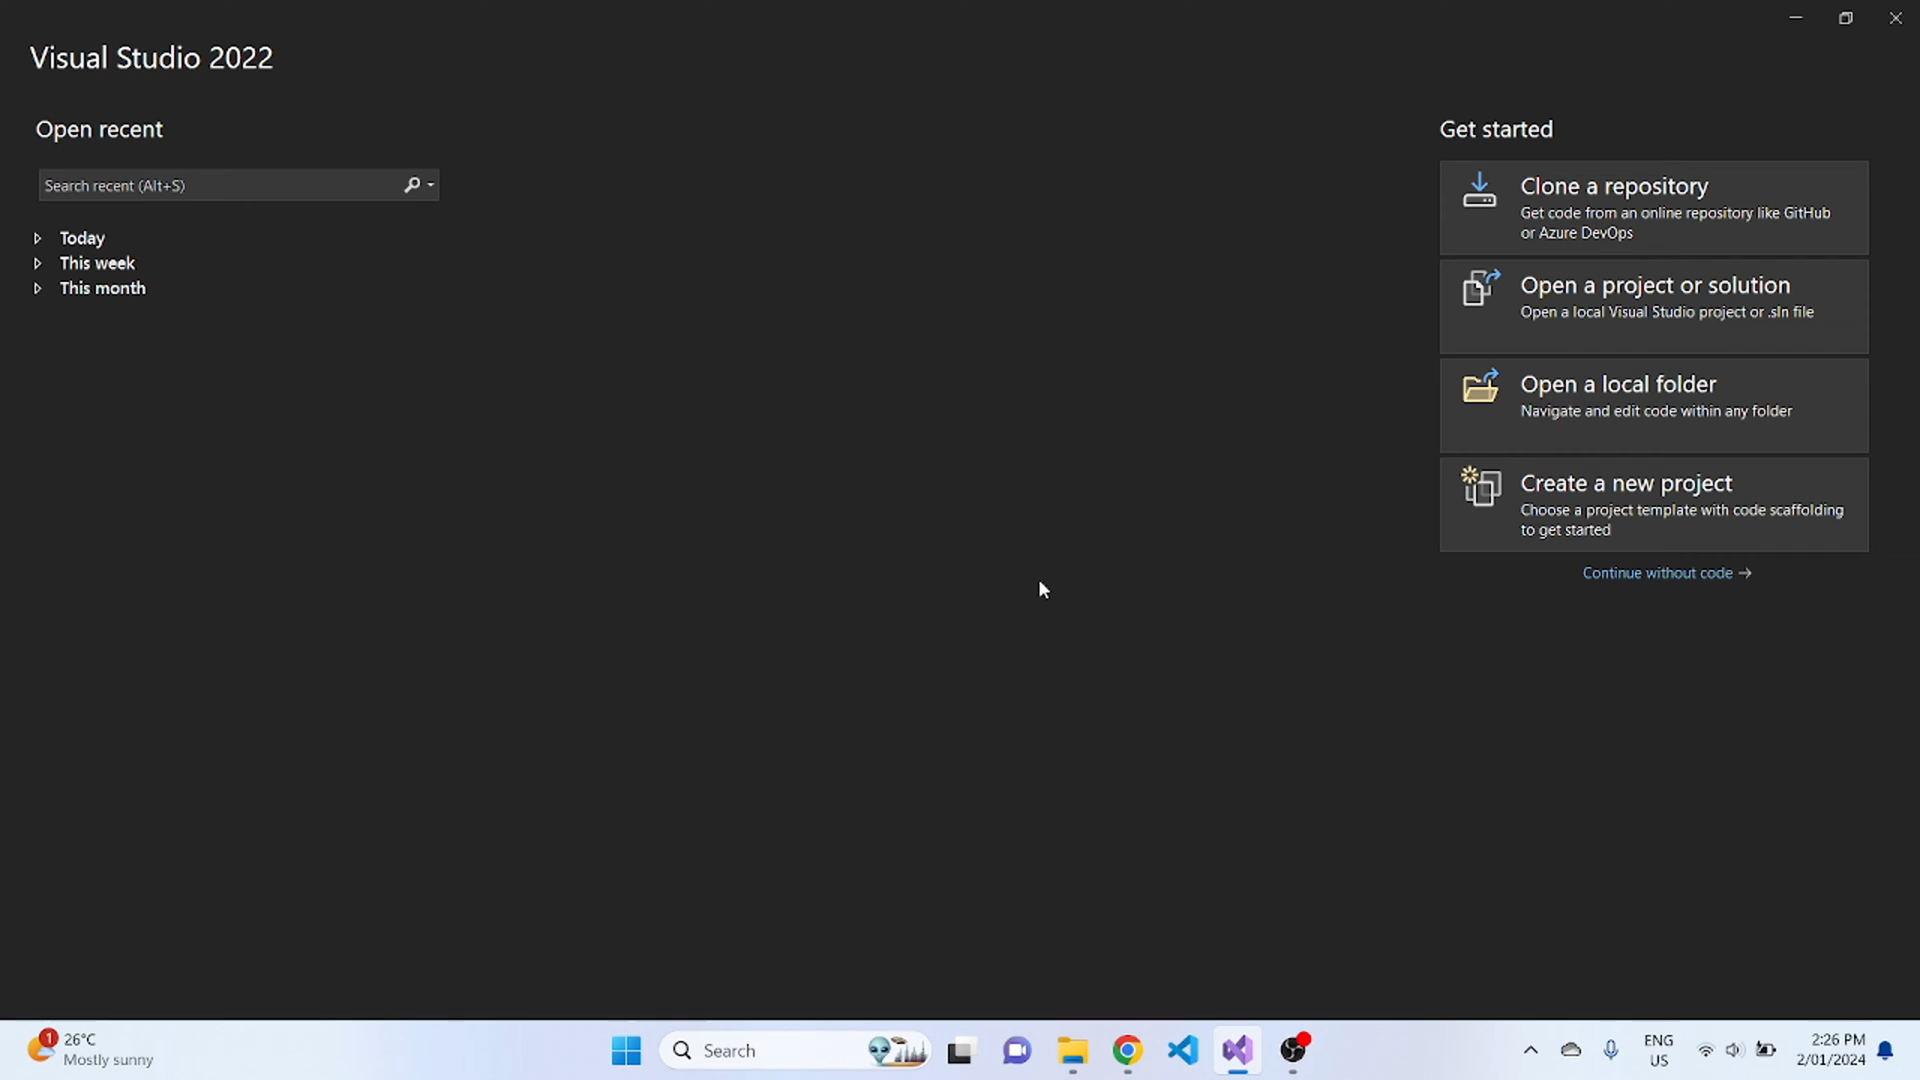 Visual Studio 2022
Open recent
Search recent (Alt+S)
Today
This week
This month
Get started
Clone a repository
Get code from an online repository like GitHub
or Azure DevOps
Open a project or solution
Open a local Visual Studio project or .sln file
Open a local folder
Navigate and edit code within any folder
Create a new project
Choose a project template with code scaffolding
to get started
Continue without code →
1
26°C
Mostly sunny
Search
ENG
US
2:26 PM
2/01/2024